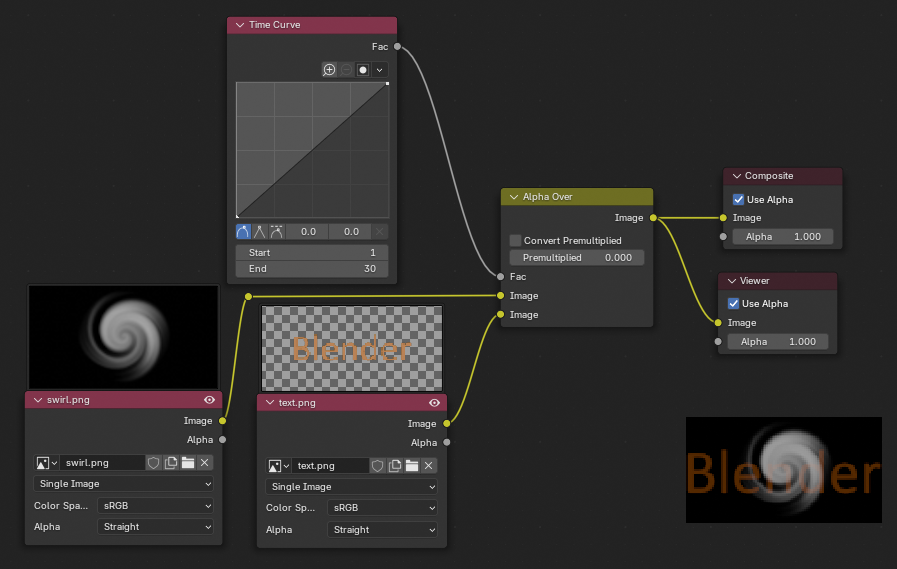 Time Curve
Fac
0.0 0.0
Start 1
End 30
Blender
swirl.png
Image
Alpha
swirl.png
Single Image
Color Spa... sRGB
Alpha Straight
text.png
Image
Alpha
text.png
Single Image
Color Sp... sRGB
Alpha Straight
Alpha Over
Image
Convert Premultiplied
Premultiplied 0.000
Fac
Image
Image
Composite
Use Alpha
Image
Alpha 1.000
Viewer
Use Alpha
Image
Alpha 1.000
Blender